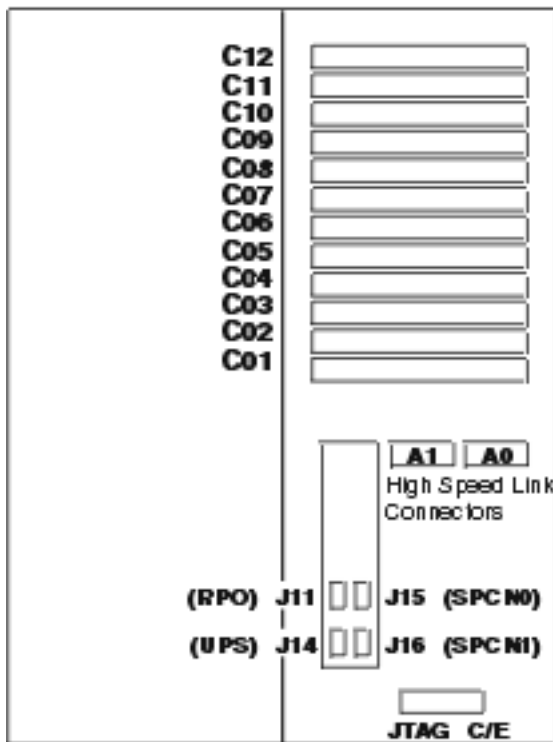 C12
C11
C10
C09
C08
C07
C06
C05
C04
C03
C02
C01
A1 A0
High Speed Link
Connectors
(RPO) J11 J15 (SPCN0)
(UPS) J14 J16 (SPCN1)
JTAG C/E